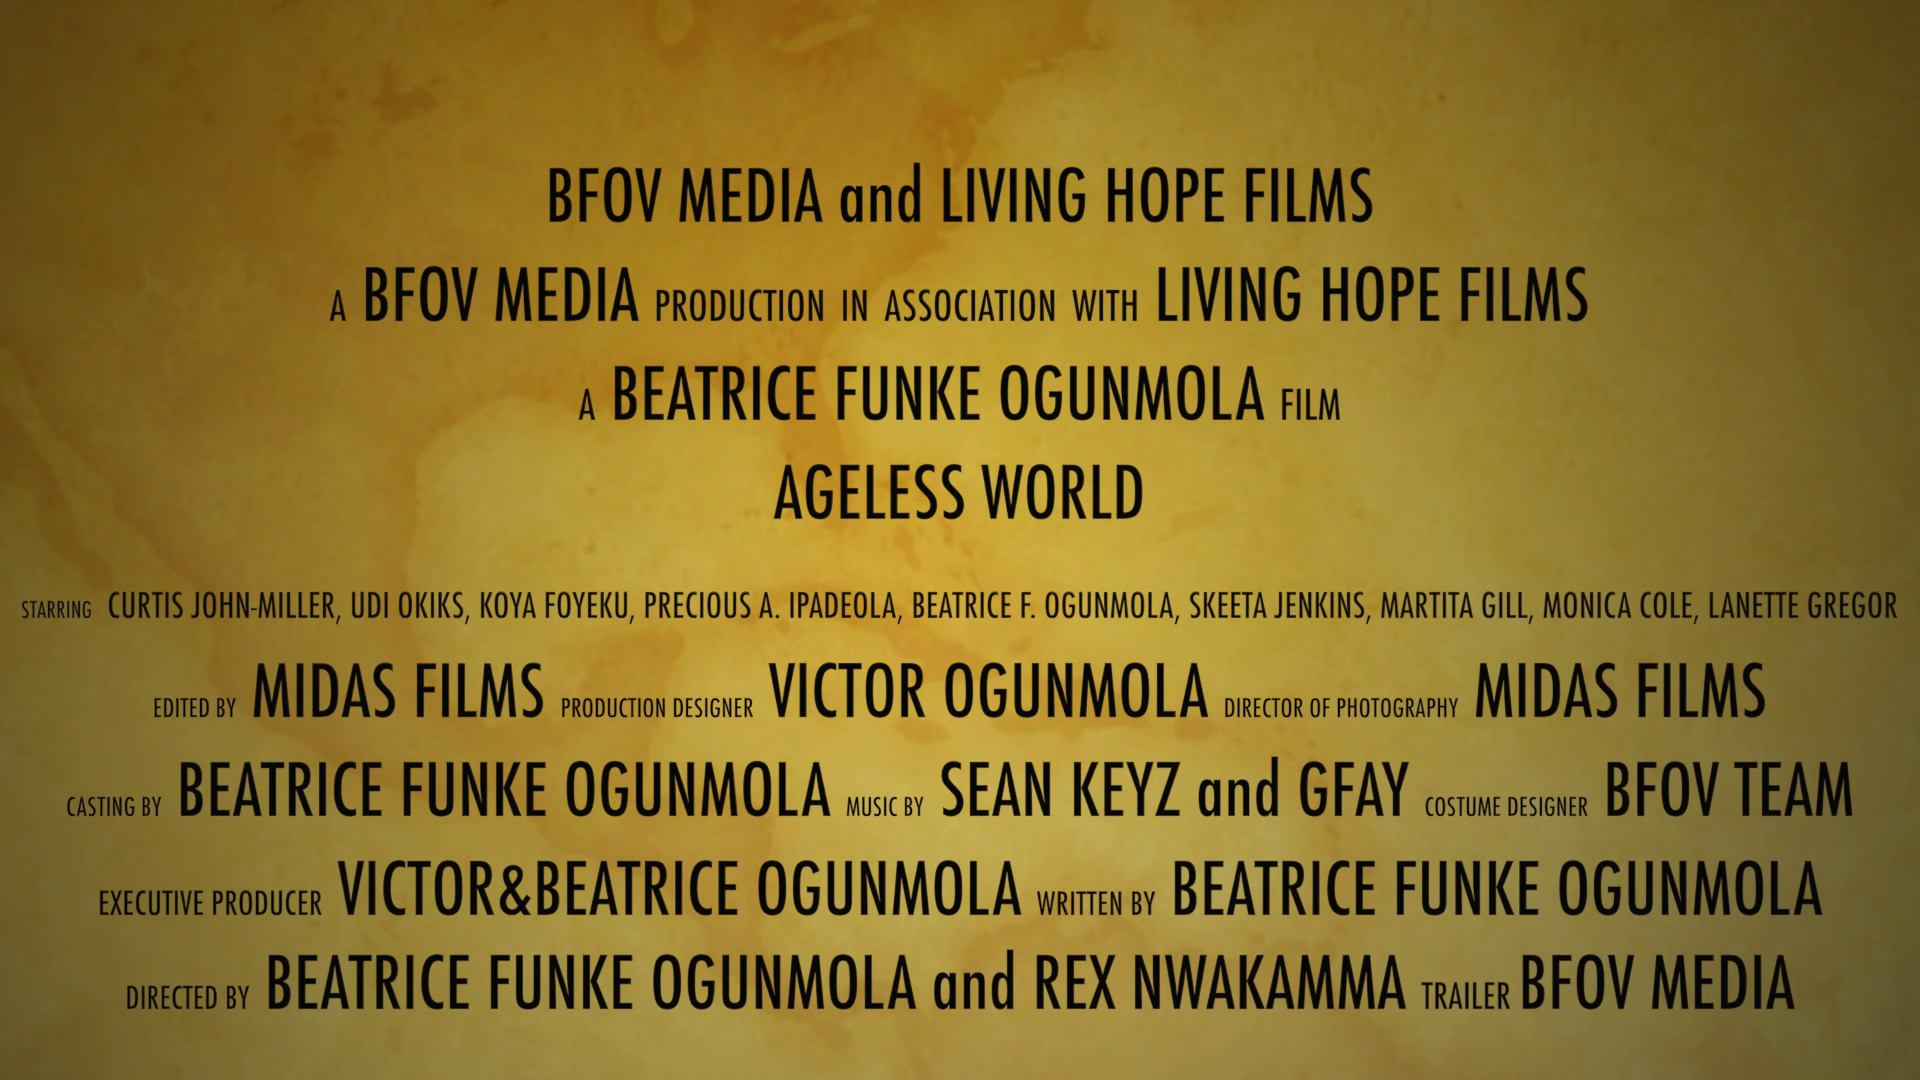 BFOV MEDIA and LIVING HOPE FILMS
A BFOV MEDIA PRODUCTION IN ASSOCIATION WITH LIVING HOPE FILMS
A BEATRICE FUNKE OGUNMOLA FILM
AGELESS WORLD
STARRING CURTIS JOHN-MILLER, UDI OKIKS, KOYA FOYEKU, PRECIOUS A. IPADEOLA, BEATRICE F. OGUNMOLA, SKEETA JENKINS, MARTITA GILL, MONICA COLE, LANETTE GREGOR
EDITED BY MIDAS FILMS PRODUCTION DESIGNER VICTOR OGUNMOLA DIRECTOR OF PHOTOGRAPHY MIDAS FILMS
CASTING BY BEATRICE FUNKE OGUNMOLA MUSIC BY SEAN KEYZ and GFAY COSTUME DESIGNER BFOV TEAM
EXECUTIVE PRODUCER VICTOR&BEATRICE OGUNMOLA WRITTEN BY BEATRICE FUNKE OGUNMOLA
DIRECTED BY BEATRICE FUNKE OGUNMOLA and REX NWAKAMMA TRAILER BFOV MEDIA